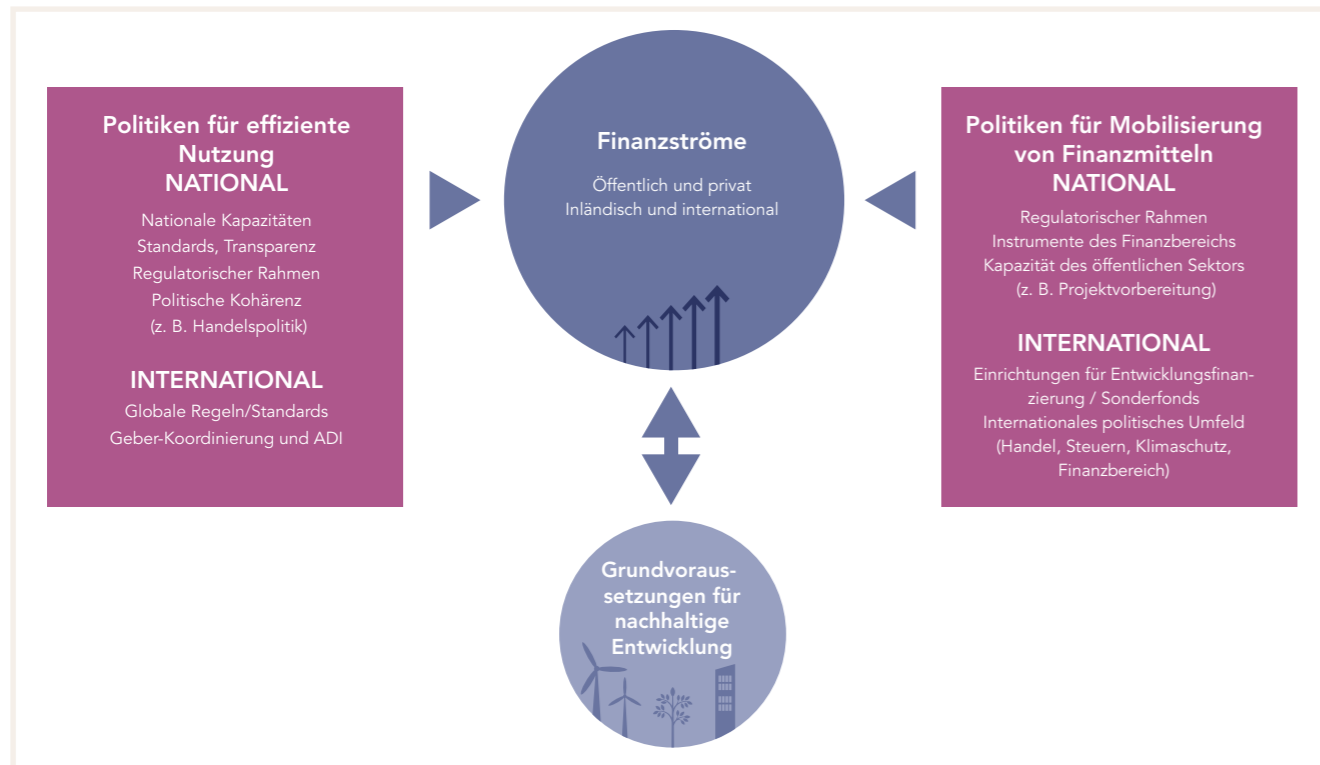 Politiken für effiziente
Nutzung
NATIONAL
Nationale Kapazitäten
Standards, Transparenz
Regulatorischer Rahmen
Politische Kohärenz
(z. B. Handelspolitik)
INTERNATIONAL
Globale Regeln/Standards
Geber-Koordinierung und ADI
Finanzströme
Öffentlich und privat
Inländisch und international
Grundvoraus-
setzungen für
nachhaltige
Entwicklung
Politiken für Mobilisierung
von Finanzmitteln
NATIONAL
Regulatorischer Rahmen
Instrumente des Finanzbereichs
Kapazität des öffentlichen Sektors
(z. B. Projektvorbereitung)
INTERNATIONAL
Einrichtungen für Entwicklungsfinan-
zierung / Sonderfonds
Internationales politisches Umfeld
(Handel, Steuern, Klimaschutz,
Finanzbereich)